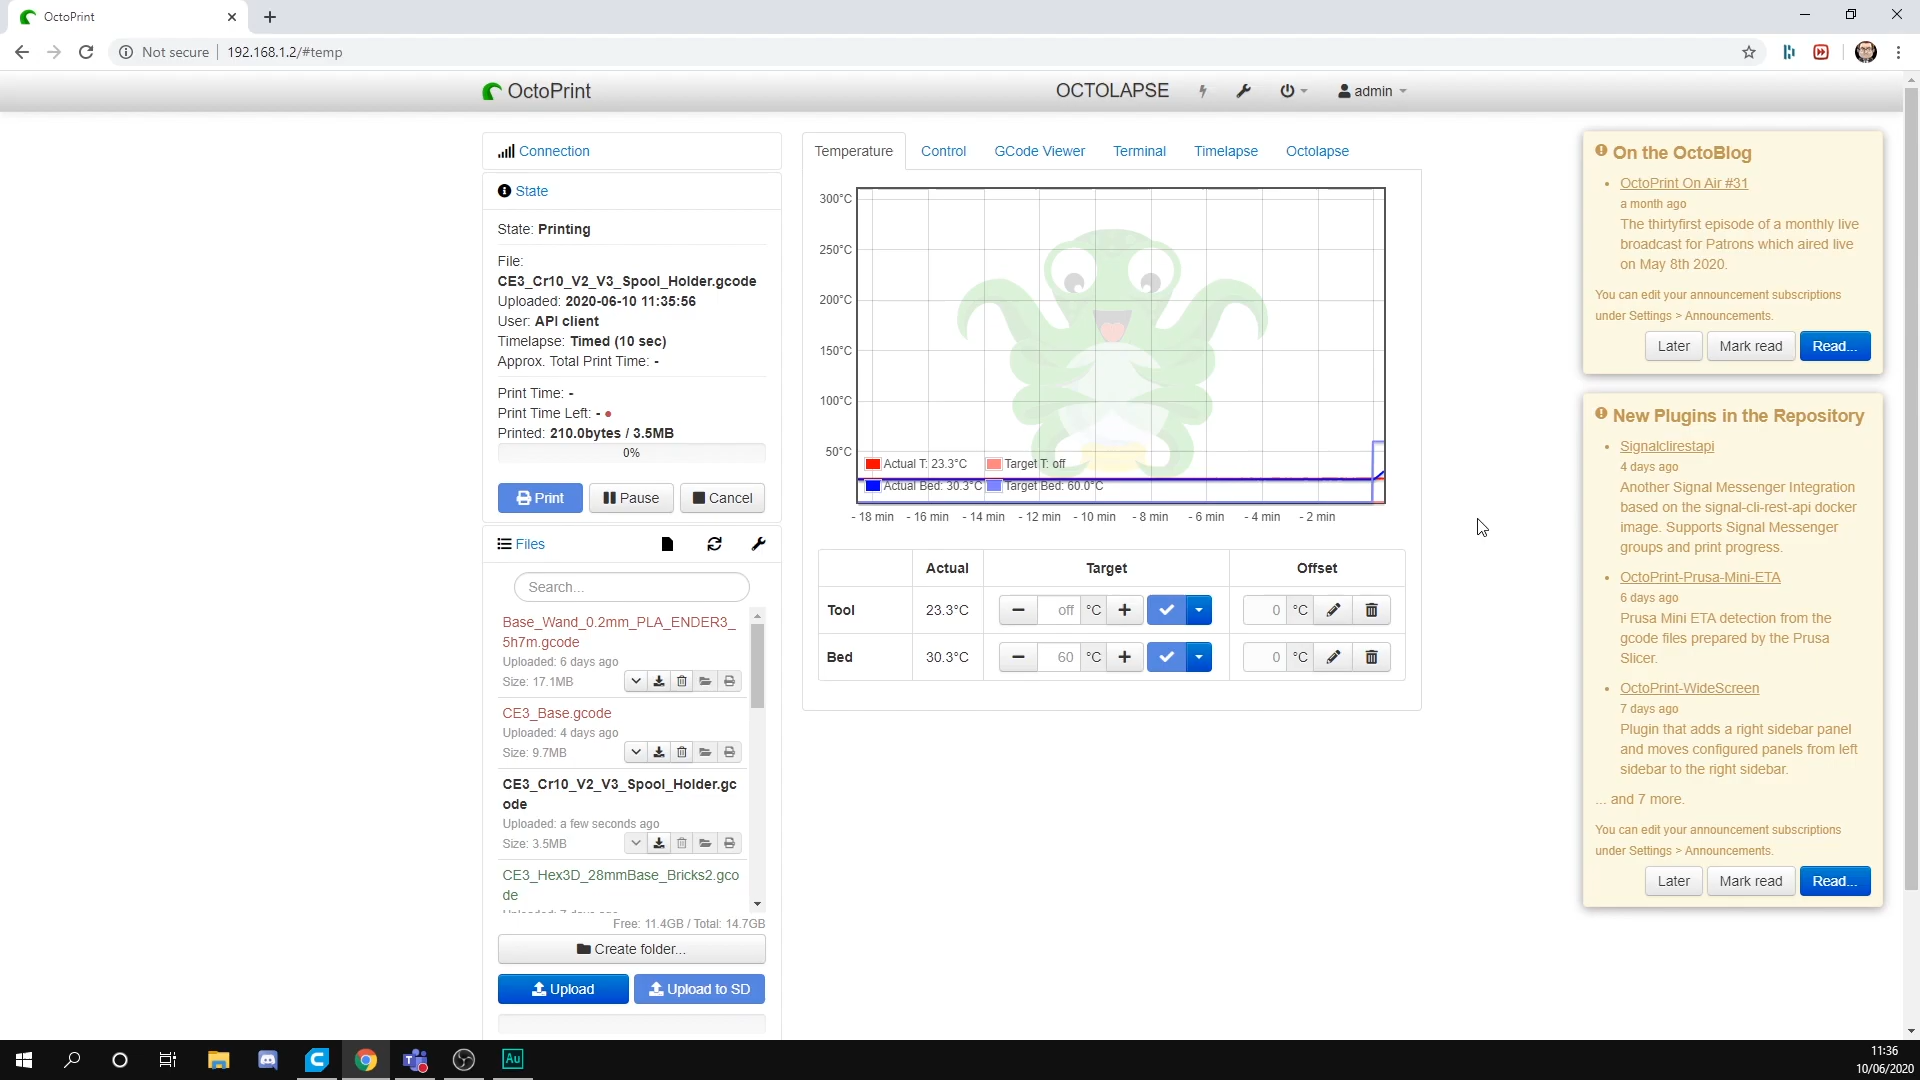 OctoPrint
Not secure
192.168.1.2/#temp
OctoPrint
OCTOLAPSE
admin
Connection
State
State: Printing
File:
CE3_Cr10_V2_V3_Spool_Holder.gcode
Uploaded: 2020-06-10 11:35:56
User: API client
Timelapse: Timed (10 sec)
Approx. Total Print Time: -
Print Time: -
Print Time Left: -
Printed: 210.0bytes / 3.5MB
0%
Print
Pause
Cancel
Files
Search...
Base_Wand_0.2mm_PLA_ENDER3_
5h7m.gcode
Uploaded: 6 days ago
Size: 17.1MB
CE3_Base.gcode
Uploaded: 4 days ago
Size: 9.7MB
CE3_Cr10_V2_V3_Spool_Holder.gc
ode
Uploaded: a few seconds ago
Size: 3.5MB
CE3_Hex3D_28mmBase_Bricks2.gco
de
Free: 11.4GB / Total: 14.7GB
Create folder...
Upload
Upload to SD
Temperature
Control
GCode Viewer
Terminal
Timelapse
Octolapse
300°C
250°C
200°C
150°C
100°C
50°C
Actual T: 23.3°C
Target T: off
Actual Bed: 30.3°C
Target Bed: 60.0°C
- 18 min
- 16 min
- 14 min
- 12 min
- 10 min
- 8 min
- 6 min
- 4 min
- 2 min
Actual
Target
Offset
Tool
23.3°C
off
°C
0
°C
Bed
30.3°C
60
°C
0
°C
On the OctoBlog
OctoPrint On Air #31
a month ago
The thirtyfirst episode of a monthly live
broadcast for Patrons which aired live
on May 8th 2020.
You can edit your announcement subscriptions
under Settings > Announcements.
Later
Mark read
Read...
New Plugins in the Repository
Signalclirestapi
4 days ago
Another Signal Messenger Integration
based on the signal-cli-rest-api docker
image. Supports Signal Messenger
groups and print progress.
OctoPrint-Prusa-Mini-ETA
6 days ago
Prusa Mini ETA detection from the
gcode files prepared by the Prusa
Slicer.
OctoPrint-WideScreen
7 days ago
Plugin that adds a right sidebar panel
and moves configured panels from left
sidebar to the right sidebar.
... and 7 more.
You can edit your announcement subscriptions
under Settings > Announcements.
Later
Mark read
Read...
Au
11:36
10/06/2020